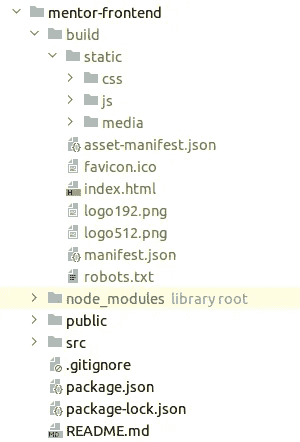 mentor-frontend
build
static
css
js
media
asset-manifest.json
favicon.ico
index.html
logo192.png
logo512.png
manifest.json
robots.txt
node_modules library root
public
src
.gitignore
package.json
package-lock.json
README.md